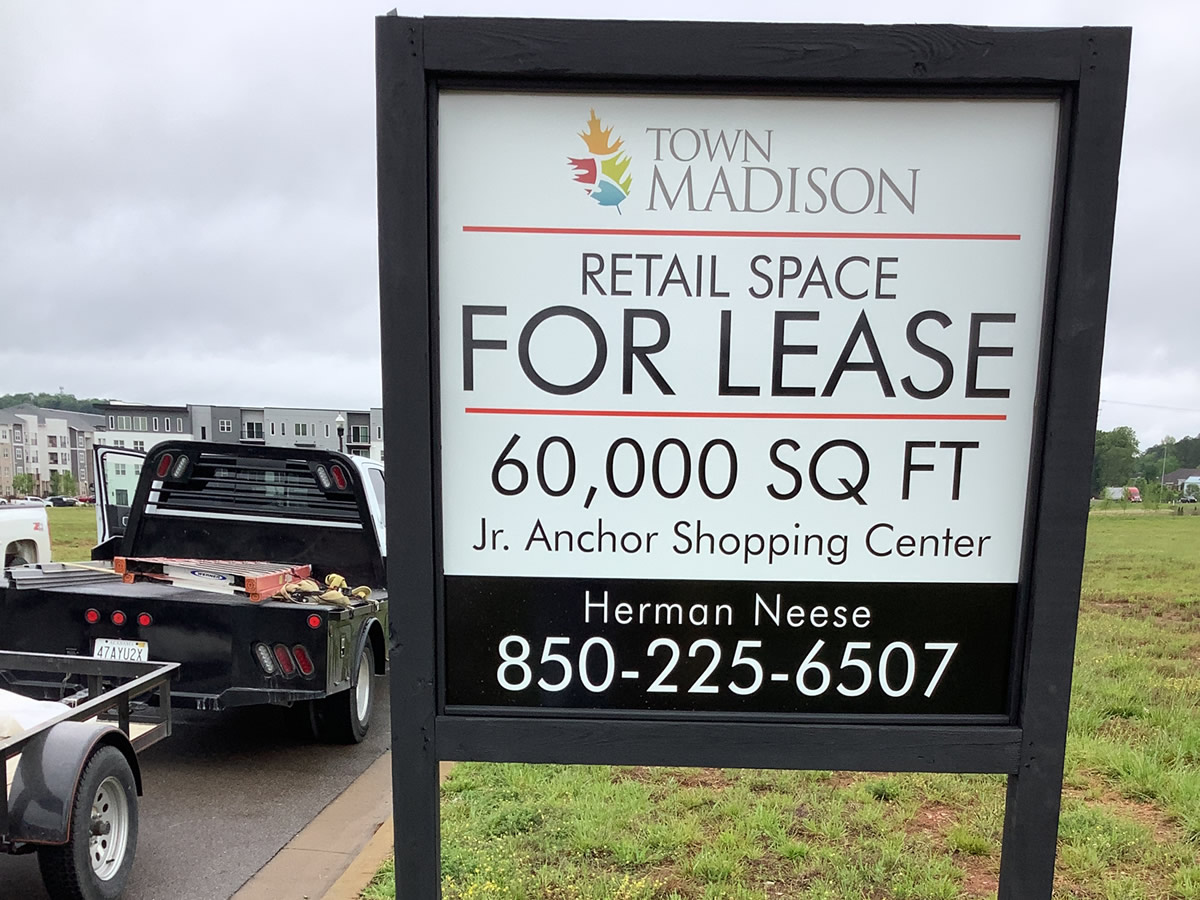 TOWN
MADISON
RETAIL SPACE
FOR LEASE
60,000 SQ FT
Jr. Anchor Shopping Center
Herman Neese
850-225-6507
47AYU2X